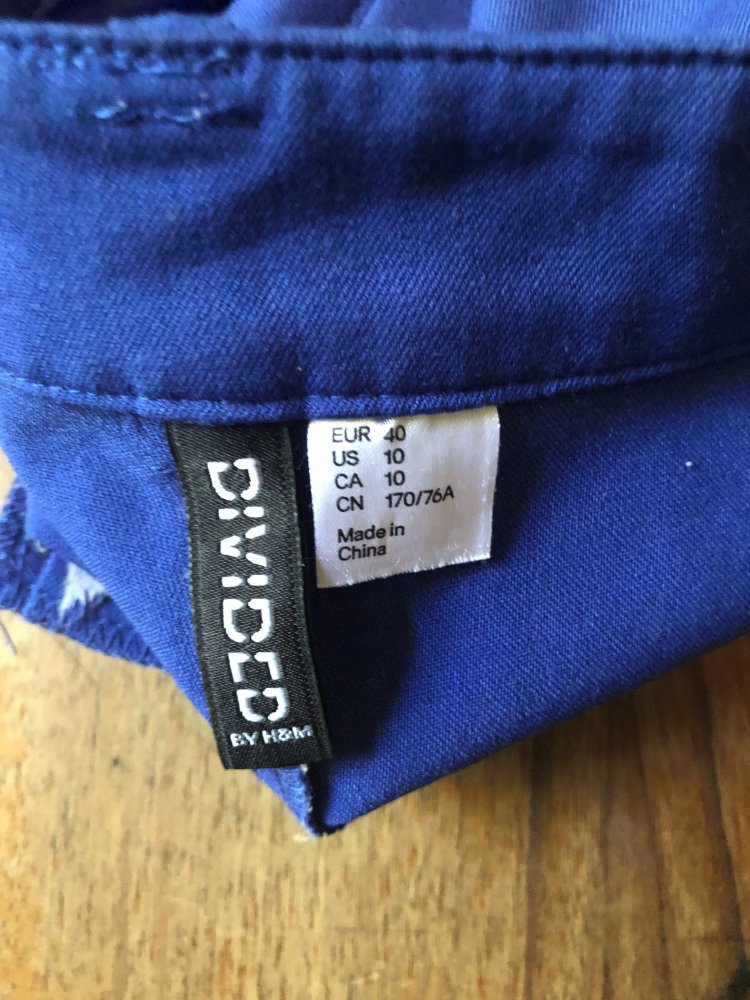 DIVIDED
BY H&M
EUR 40
US 10
CA 10
CN 170/76A
Made in
China